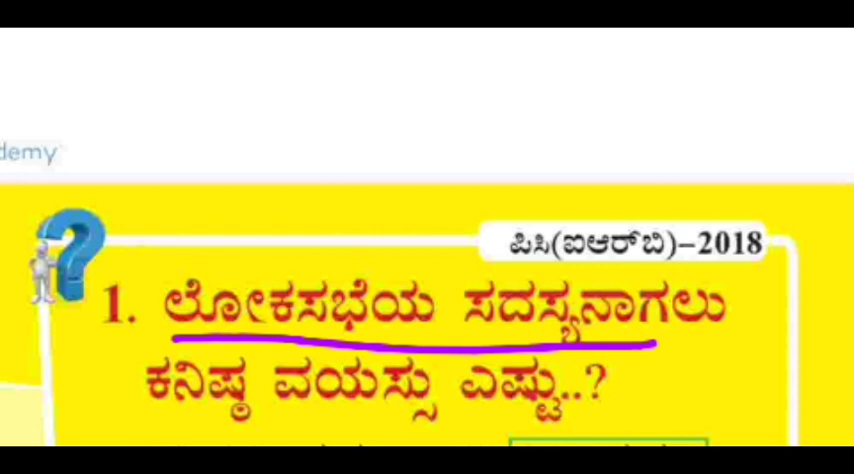 demy
ಪಿಸಿ(ಐಆರ್‌ಬಿ)–2018
1. ಲೋಕಸಭೆಯ ಸದಸ್ಯನಾಗಲು
ಕನಿಷ್ಠ ವಯಸ್ಸು ಎಷ್ಟು..?